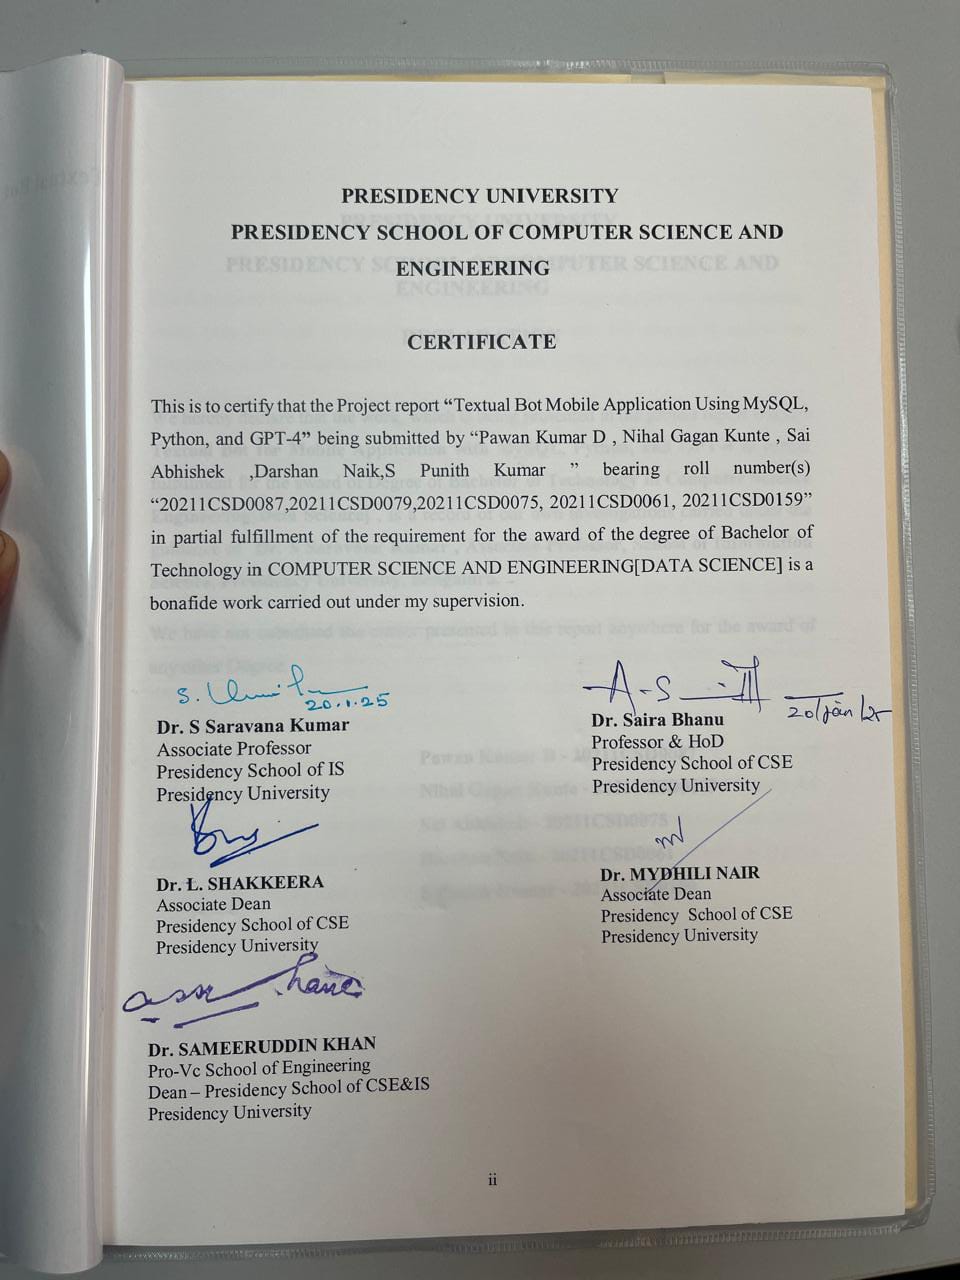 PRESIDENCY UNIVERSITY
PRESIDENCY SCHOOL OF COMPUTER SCIENCE AND
ENGINEERING
CERTIFICATE
This is to certify that the Project report “Textual Bot Mobile Application Using MySQL,
Python, and GPT-4” being submitted by “Pawan Kumar D , Nihal Gagan Kunte , Sai
Abhishek ,Darshan Naik,S Punith Kumar ” bearing roll number(s)
“20211CSD0087,20211CSD0079,20211CSD0075, 20211CSD0061, 20211CSD0159”
in partial fulfillment of the requirement for the award of the degree of Bachelor of
Technology in COMPUTER SCIENCE AND ENGINEERING[DATA SCIENCE] is a
bonafide work carried out under my supervision.
20.1.25
Dr. S Saravana Kumar
Associate Professor
Presidency School of IS
Presidency University
20/Jan/25
Dr. Saira Bhanu
Professor & HoD
Presidency School of CSE
Presidency University
Dr. L. SHAKKEERA
Associate Dean
Presidency School of CSE
Presidency University
Dr. MYDHILI NAIR
Associate Dean
Presidency School of CSE
Presidency University
Dr. SAMEERUDDIN KHAN
Pro-Vc School of Engineering
Dean – Presidency School of CSE&IS
Presidency University
ii